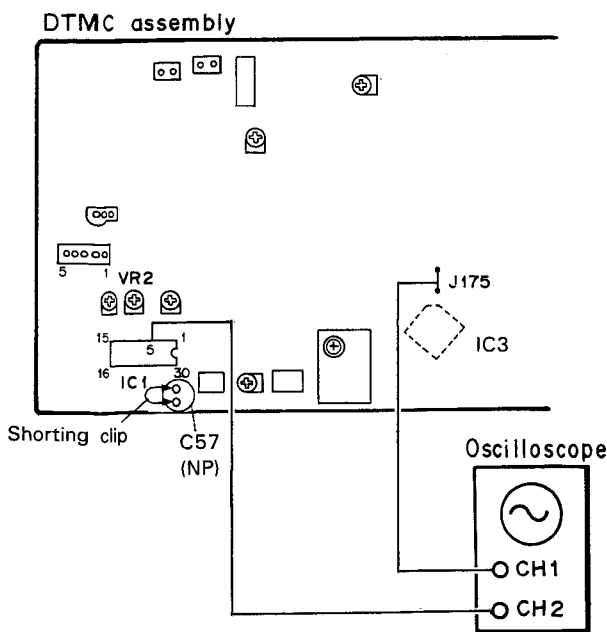 DTMC assembly
5
1
VR2
J175
15
5
1
IC3
16
IC1
30
Shorting clip
C57
(NP)
Oscilloscope
CH1
CH2